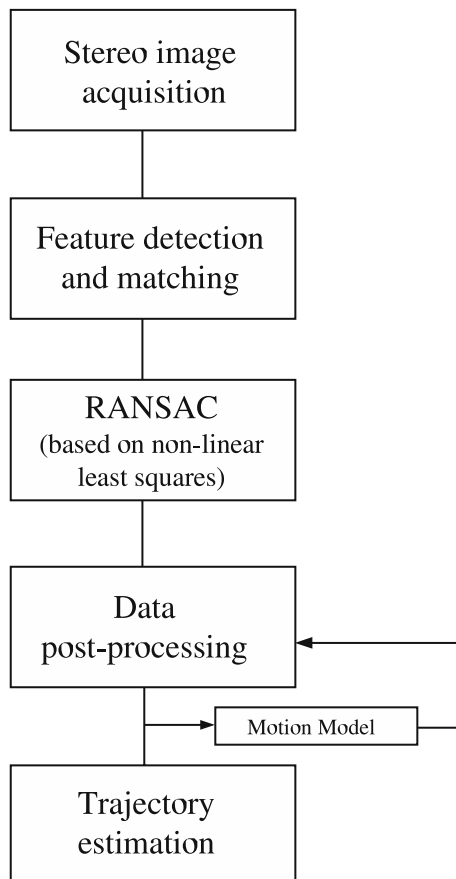 Stereo image
acquisition
Feature detection
and matching
RANSAC
(based on non-linear
least squares)
Data
post-processing
Motion Model
Trajectory
estimation